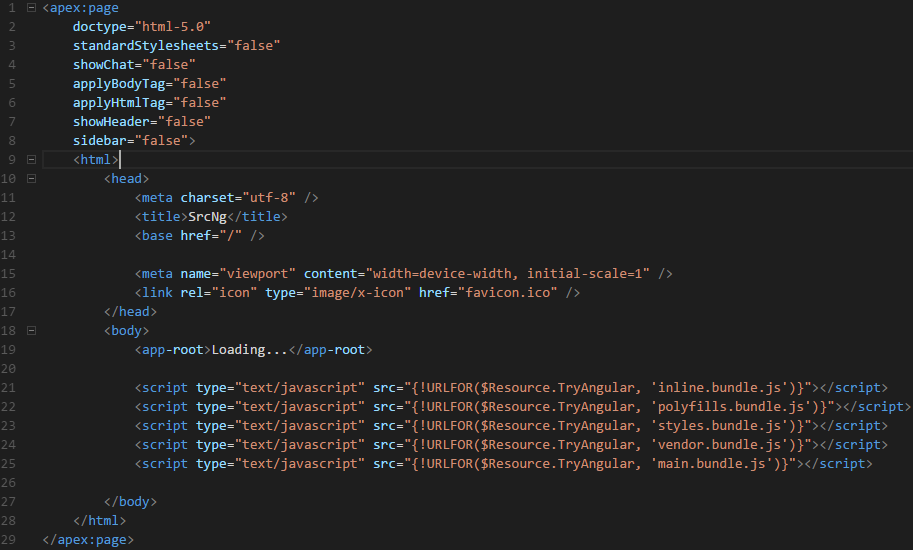 1 <apex:page
2     doctype="html-5.0"
3     standardStylesheets="false"
4     showChat="false"
5     applyBodyTag="false"
6     applyHtmlTag="false"
7     showHeader="false"
8     sidebar="false">
9     <html>
10         <head>
11             <meta charset="utf-8" />
12             <title>SrcNg</title>
13             <base href="/" />
14
15             <meta name="viewport" content="width=device-width, initial-scale=1" />
16             <link rel="icon" type="image/x-icon" href="favicon.ico" />
17         </head>
18         <body>
19             <app-root>Loading...</app-root>
20
21             <script type="text/javascript" src="{!URLFOR($Resource.TryAngular, 'inline.bundle.js')}"></script>
22             <script type="text/javascript" src="{!URLFOR($Resource.TryAngular, 'polyfills.bundle.js')}"></script>
23             <script type="text/javascript" src="{!URLFOR($Resource.TryAngular, 'styles.bundle.js')}"></script>
24             <script type="text/javascript" src="{!URLFOR($Resource.TryAngular, 'vendor.bundle.js')}"></script>
25             <script type="text/javascript" src="{!URLFOR($Resource.TryAngular, 'main.bundle.js')}"></script>
26
27         </body>
28     </html>
29 </apex:page>